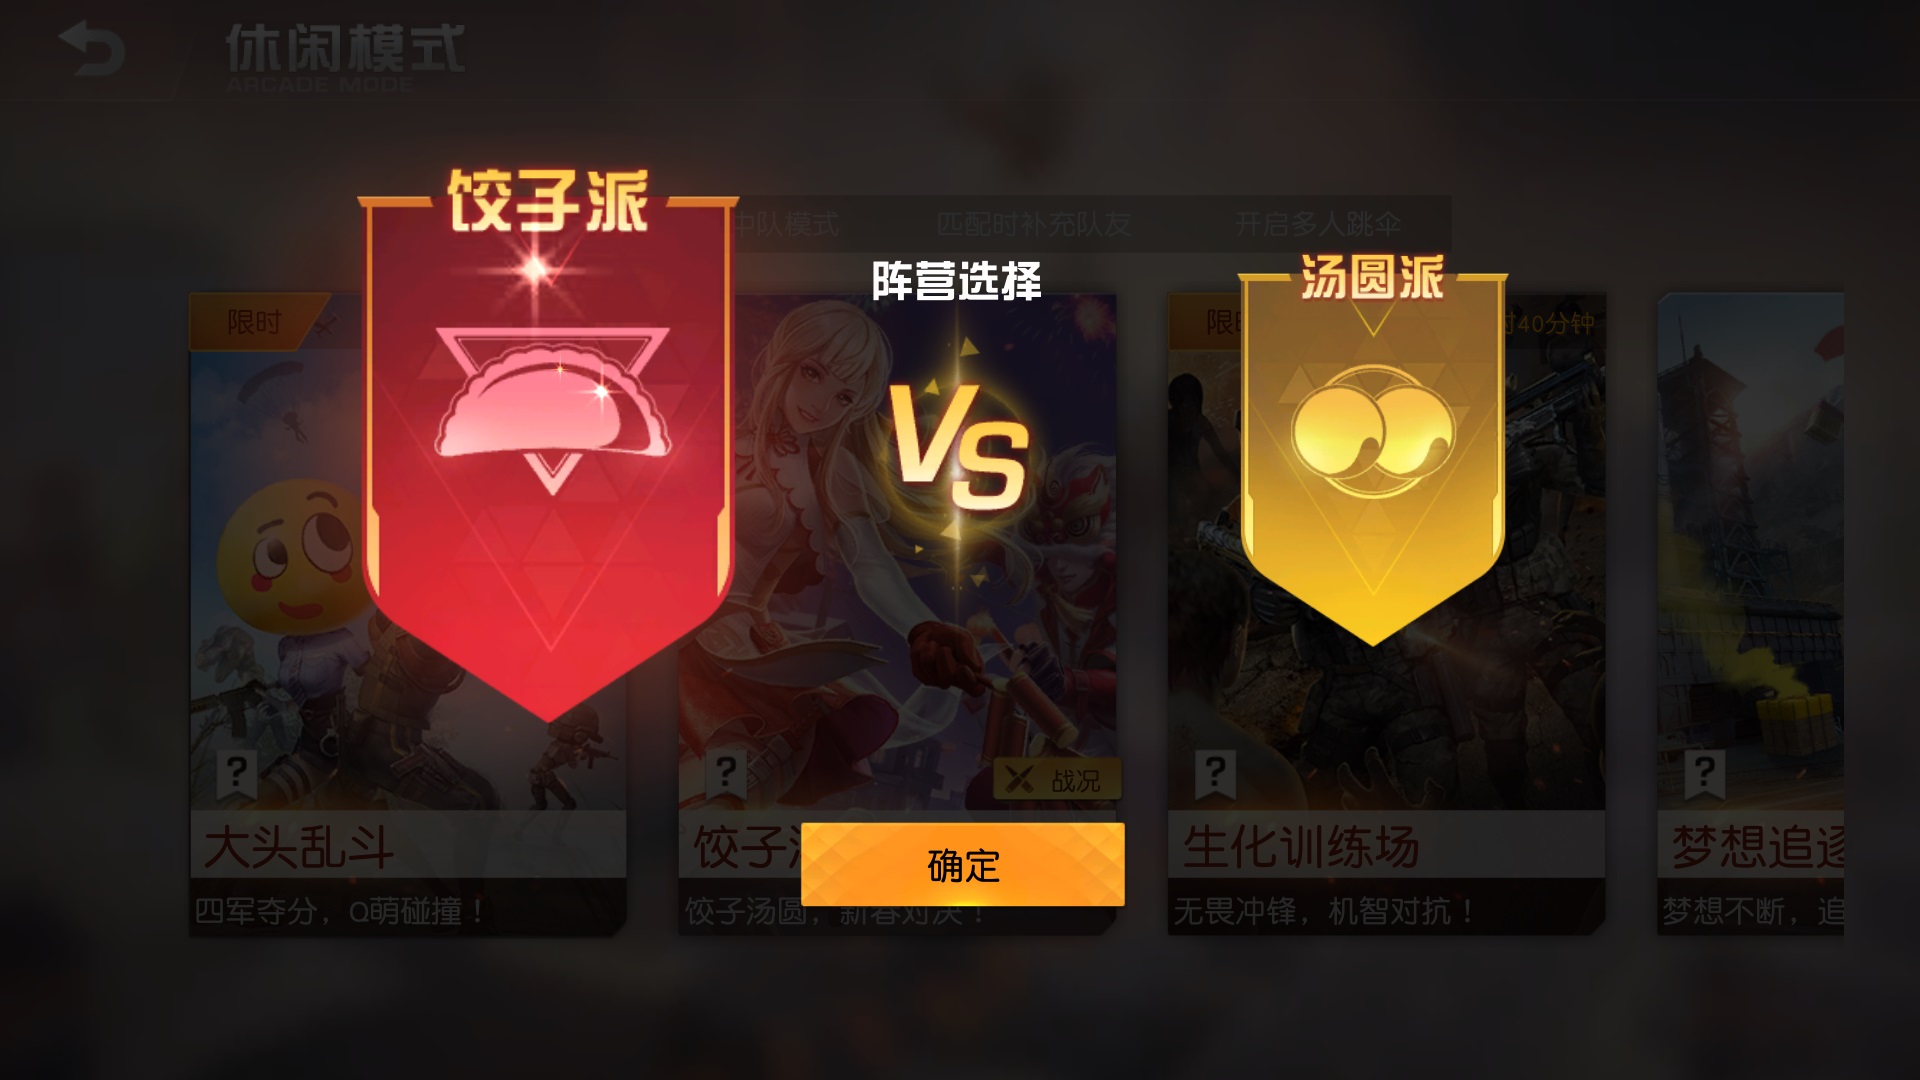 休闲模式
ARCADE MODE
饺子派
中队模式
匹配时补充队友
开启多人跳伞
阵营选择
汤圆派
限时
VS
时40分钟
?
?
战况
?
?
大头乱斗
饺子
确定
生化训练场
梦想追逐
四军夺分，Q萌碰撞！
饺子汤圆，新春对决！
无畏冲锋，机智对抗！
梦想不断，追